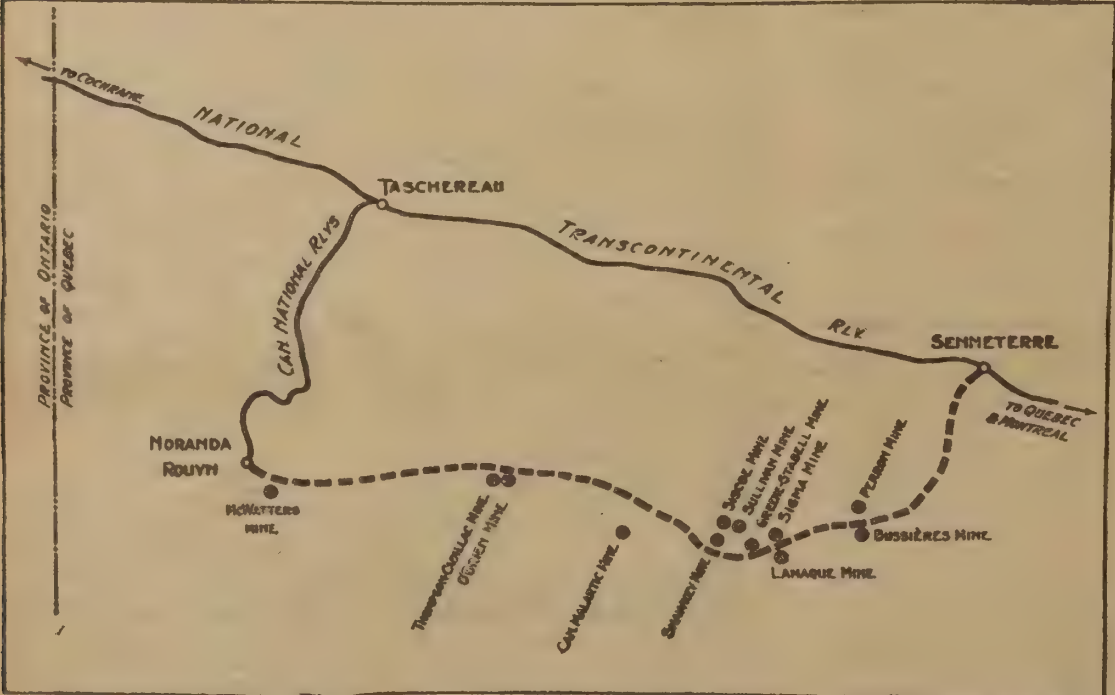 TO COCHRANE
NATIONAL
TASCHEREAU
CAN NATIONAL RLYS
TRANSCONTINENTAL
RLY.
SENNETERRE
TO QUEBEC
& MONTREAL
PROVINCE OF ONTARIO
PROVINCE OF QUEBEC
NORANDA
ROUYN
MCWATTERS
MINE
THOMPSON CADILLAC MINE
O'BRIEN MINE
CAN. MALARTIC MINE
SHAWKEY MINE
SISCOE MINE
SULLIVAN MINE
GREENE-STABELL MINE
SIGMA MINE
LAMAQUE MINE
PERRON MINE
BUSSIÈRES MINE